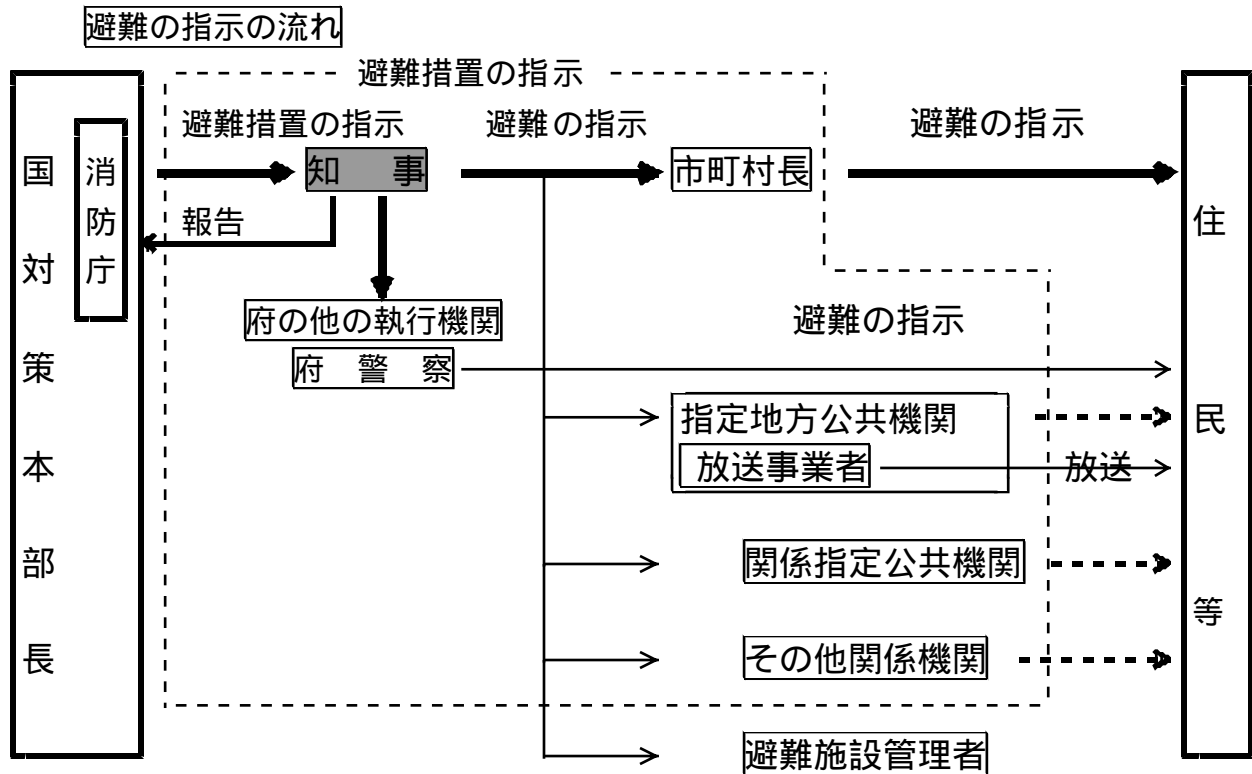 避難の指示の流れ
避難措置の指示
避難措置の指示
避難の指示
避難の指示
国対策本部長
消防庁
知　事
市町村長
住民等
報告
府の他の執行機関
避難の指示
府　警　察
指定地方公共機関
放送事業者
放送
関係指定公共機関
その他関係機関
避難施設管理者